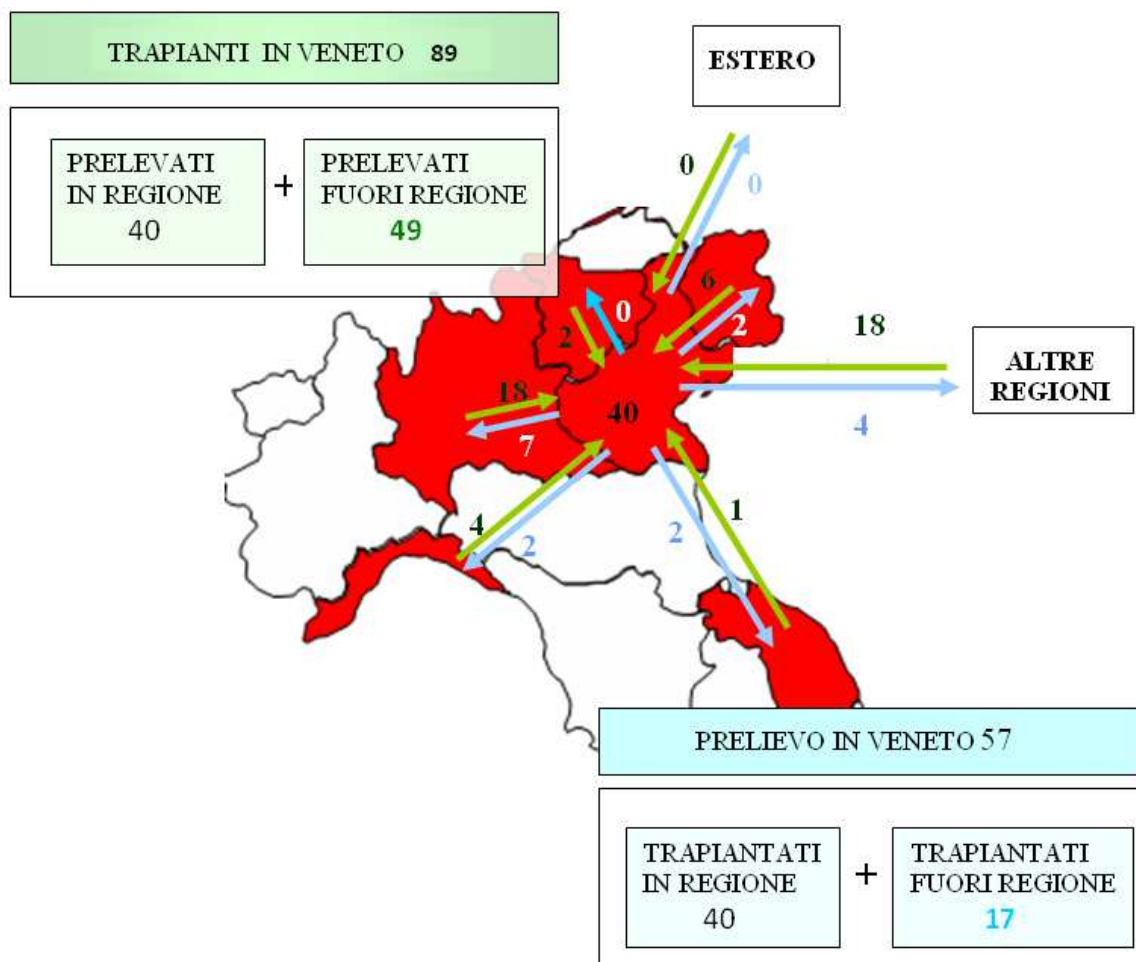 TRAPIANTI IN VENETO 89
PRELEVATI
IN REGIONE
40
+
PRELEVATI
FUORI REGIONE
49
ESTERO
0
0
6
2
0
2
18
ALTRE
REGIONI
4
18
7
40
4
2
2
1
PRELIEVO IN VENETO 57
TRAPIANTATI
IN REGIONE
40
+
TRAPIANTATI
FUORI REGIONE
17